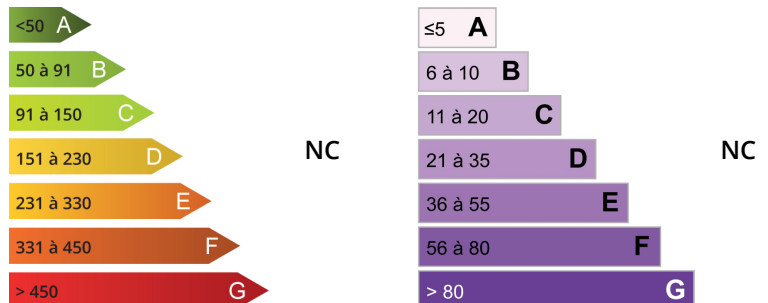 <50 A
50 à 91 B
91 à 150 C
151 à 230 D
231 à 330 E
331 à 450 F
> 450 G
NC
≤5 A
6 à 10 B
11 à 20 C
21 à 35 D
36 à 55 E
56 à 80 F
> 80 G
NC